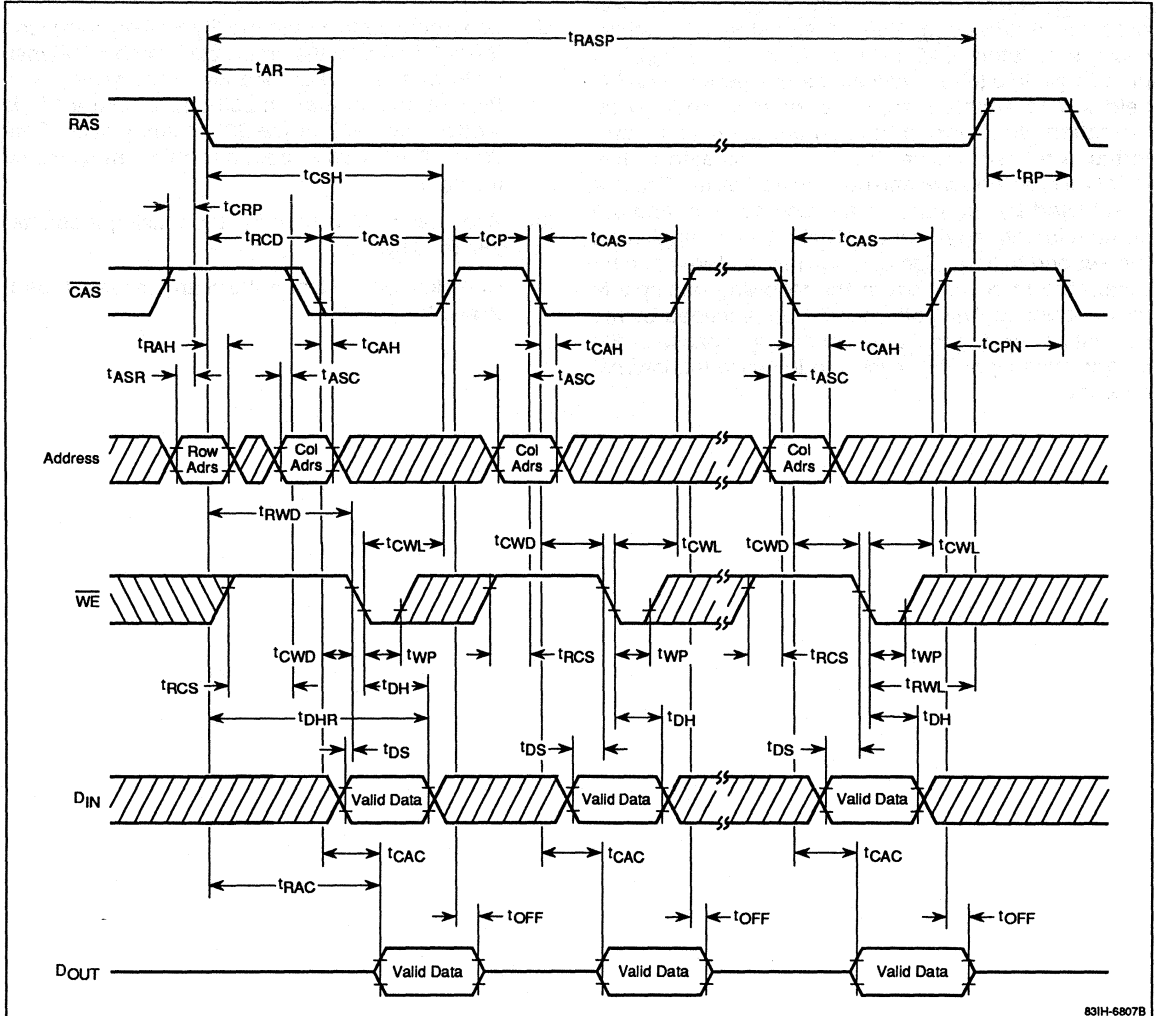 tRASP
tAR
RAS
tCSH
tRP
tCRP
tRCD
tCAS
tCP
tCAS
tCAS
CAS
tRAH
tCAH
tCAH
tCAH
tCPN
tASR
tASC
tASC
tASC
Address
Row Adrs
Col Adrs
Col Adrs
Col Adrs
tRWD
tCWL
tCWD
tCWL
tCWD
tCWL
WE
tCWD
tWP
tRCS
tWP
tRCS
tWP
tRCS
tDH
tRWL
tDHR
tDH
tDH
tDS
tDS
tDS
DIN
Valid Data
Valid Data
Valid Data
tCAC
tCAC
tCAC
tRAC
tOFF
tOFF
tOFF
DOUT
Valid Data
Valid Data
Valid Data
83IH-6807B